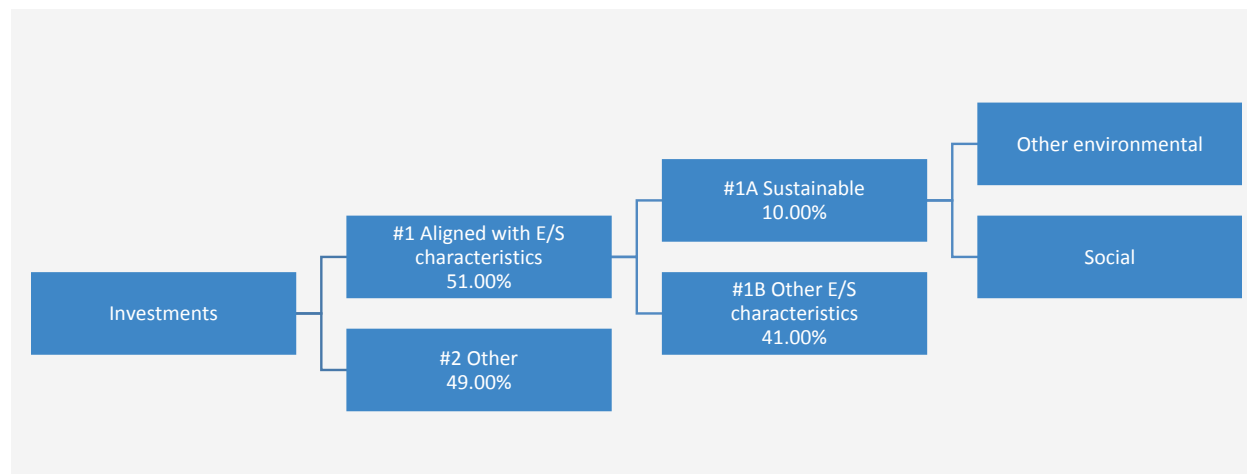 Investments
#1 Aligned with E/S
characteristics
51.00%
#2 Other
49.00%
#1A Sustainable
10.00%
#1B Other E/S
characteristics
41.00%
Other environmental
Social